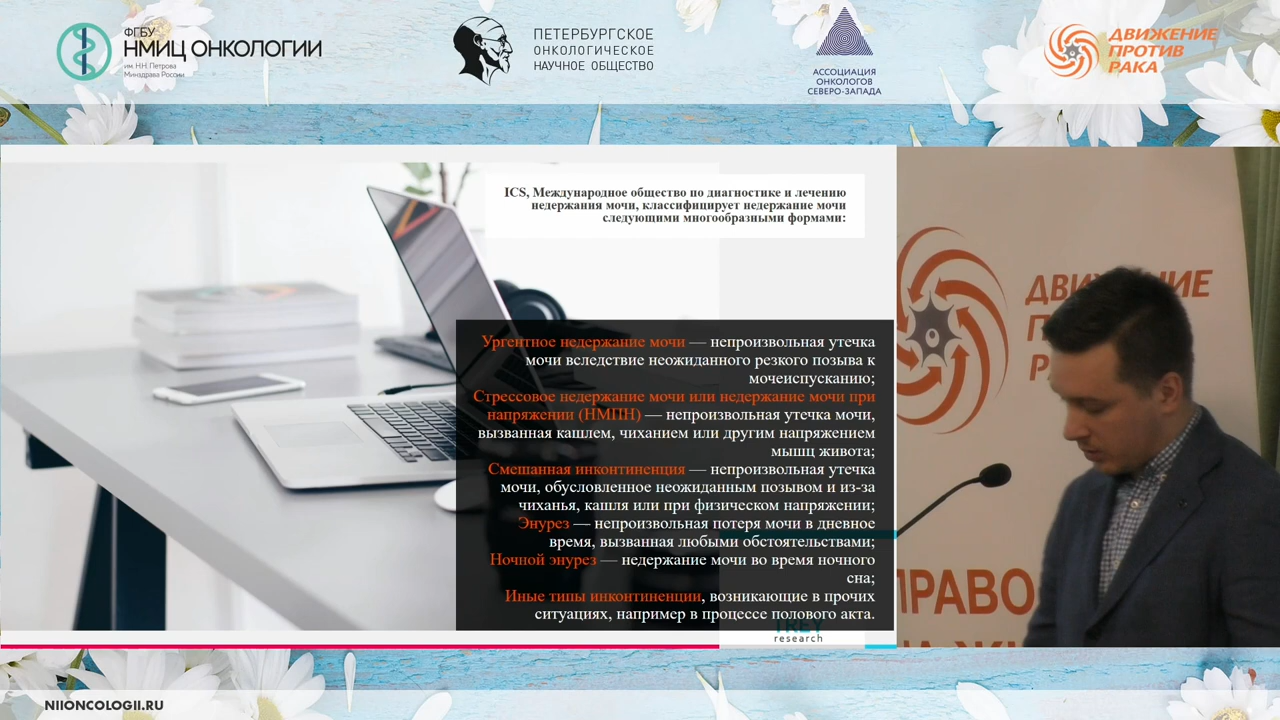 ФГБУ
НМИЦ ОНКОЛОГИИ
им. Н.Н. Петрова
Минздрава России
ПЕТЕРБУРГСКОЕ
ОНКОЛОГИЧЕСКОЕ
НАУЧНОЕ ОБЩЕСТВО
АССОЦИАЦИЯ
ОНКОЛОГОВ
СЕВЕРО-ЗАПАДА
ДВИЖЕНИЕ
ПРОТИВ
РАКА
ICS, Международное общество по диагностике и лечению
недержания мочи, классифицирует недержание мочи
следующими многообразными формами:
Ургентное недержание мочи — непроизвольная утечка
мочи вследствие неожиданного резкого позыва к
мочеиспусканию;
Стрессовое недержание мочи или недержание мочи при
напряжении (НМПН) — непроизвольная утечка мочи,
вызванная кашлем, чиханием или другим напряжением
мышц живота;
Смешанная инконтиненция — непроизвольная утечка
мочи, обусловленное неожиданным позывом и из-за
чиханья, кашля или при физическом напряжении;
Энурез — непроизвольная потеря мочи в дневное
время, вызванная любыми обстоятельствами;
Ночной энурез — недержание мочи во время ночного
сна;
Иные типы инконтиненции, возникающие в прочих
ситуациях, например в процессе полового акта.
research
ПРАВО
NIIONCOLOGII.RU